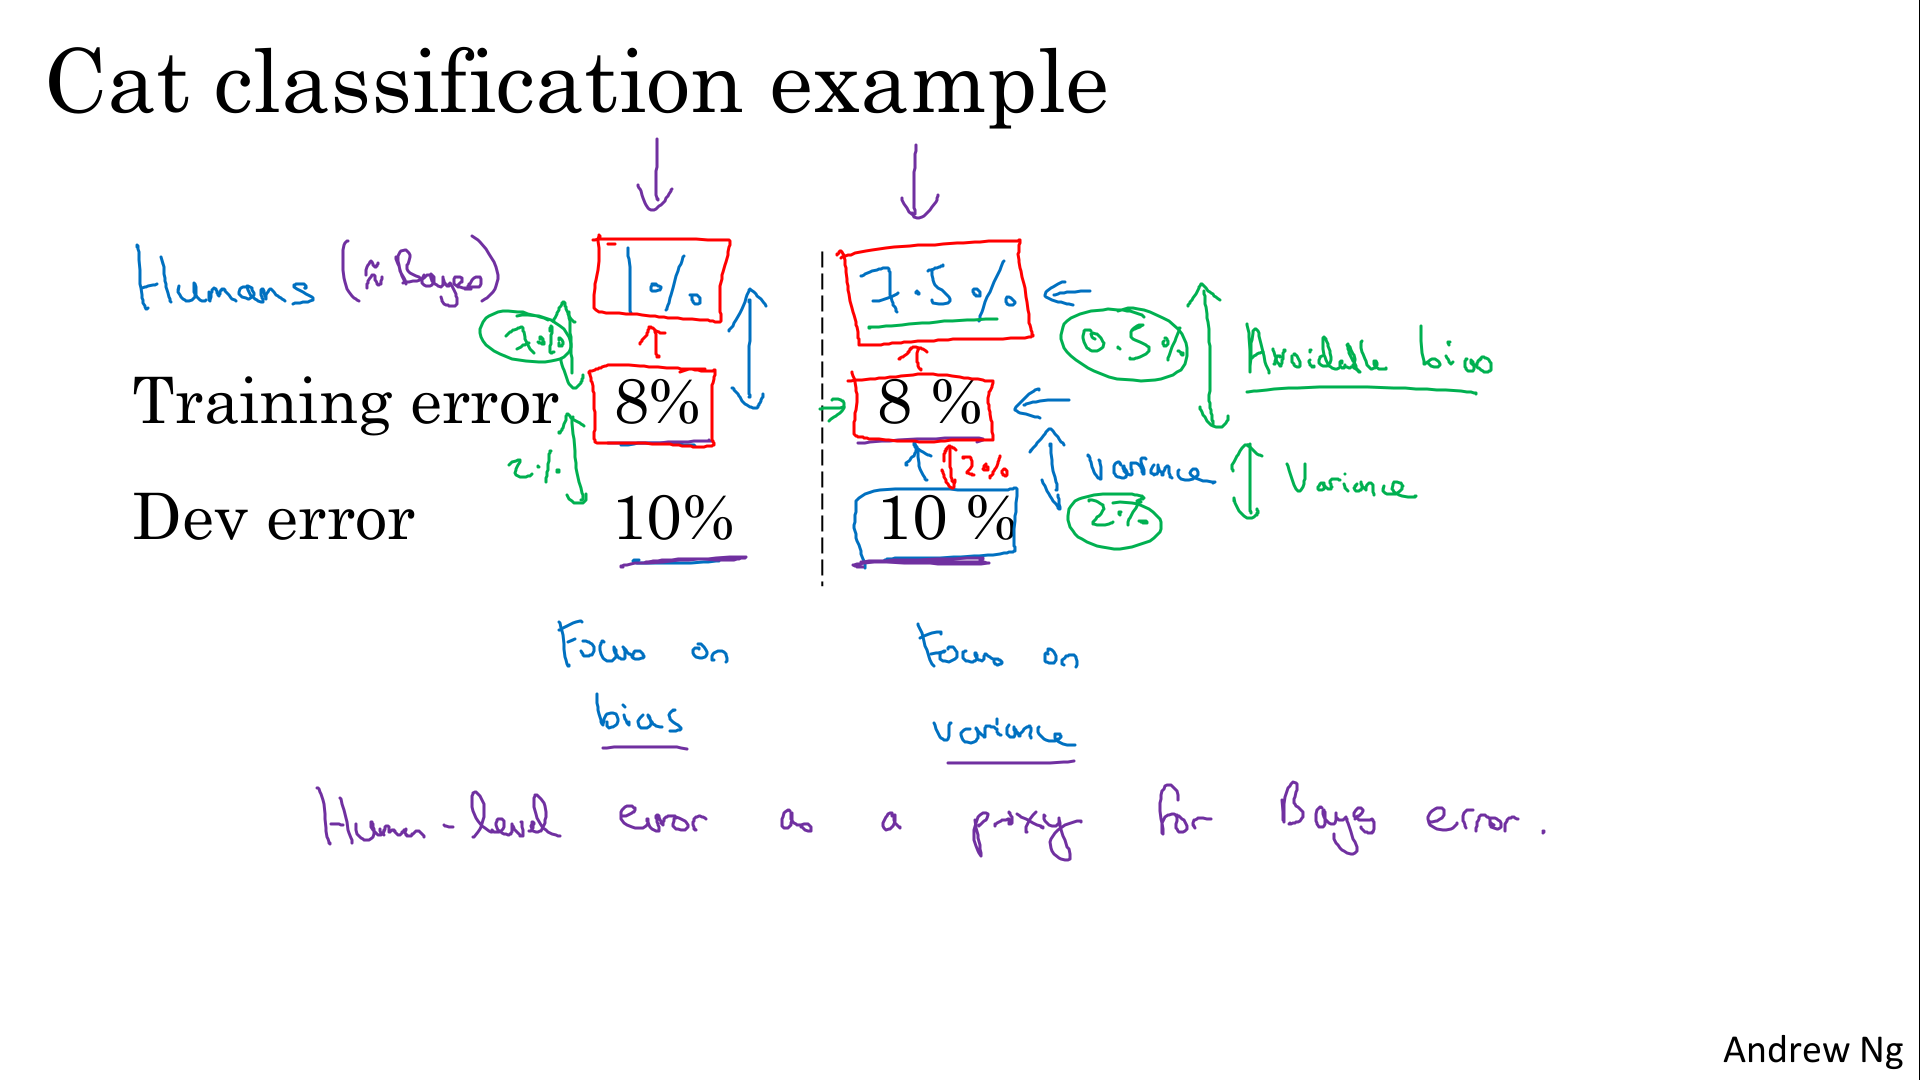 Cat classification example
Humans (≈ Bayes) 1% 7.5%
7% 0.5% Avoidable bias
Training error 8% 8 %
2% 2% Variance Variance
Dev error 10% 10 % 2%
Focus on Focus on
bias variance
Human-level error as a proxy for Bayes error.
Andrew Ng